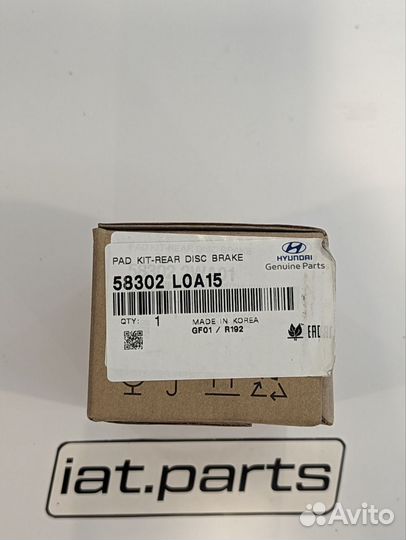 PAD KIT-REAR DISC BRAKE
HYUNDAI
Genuine Parts
58302 L0A15
QTY: 1
MADE IN KOREA
GF01 / R192
EAC
iat.parts
Avito